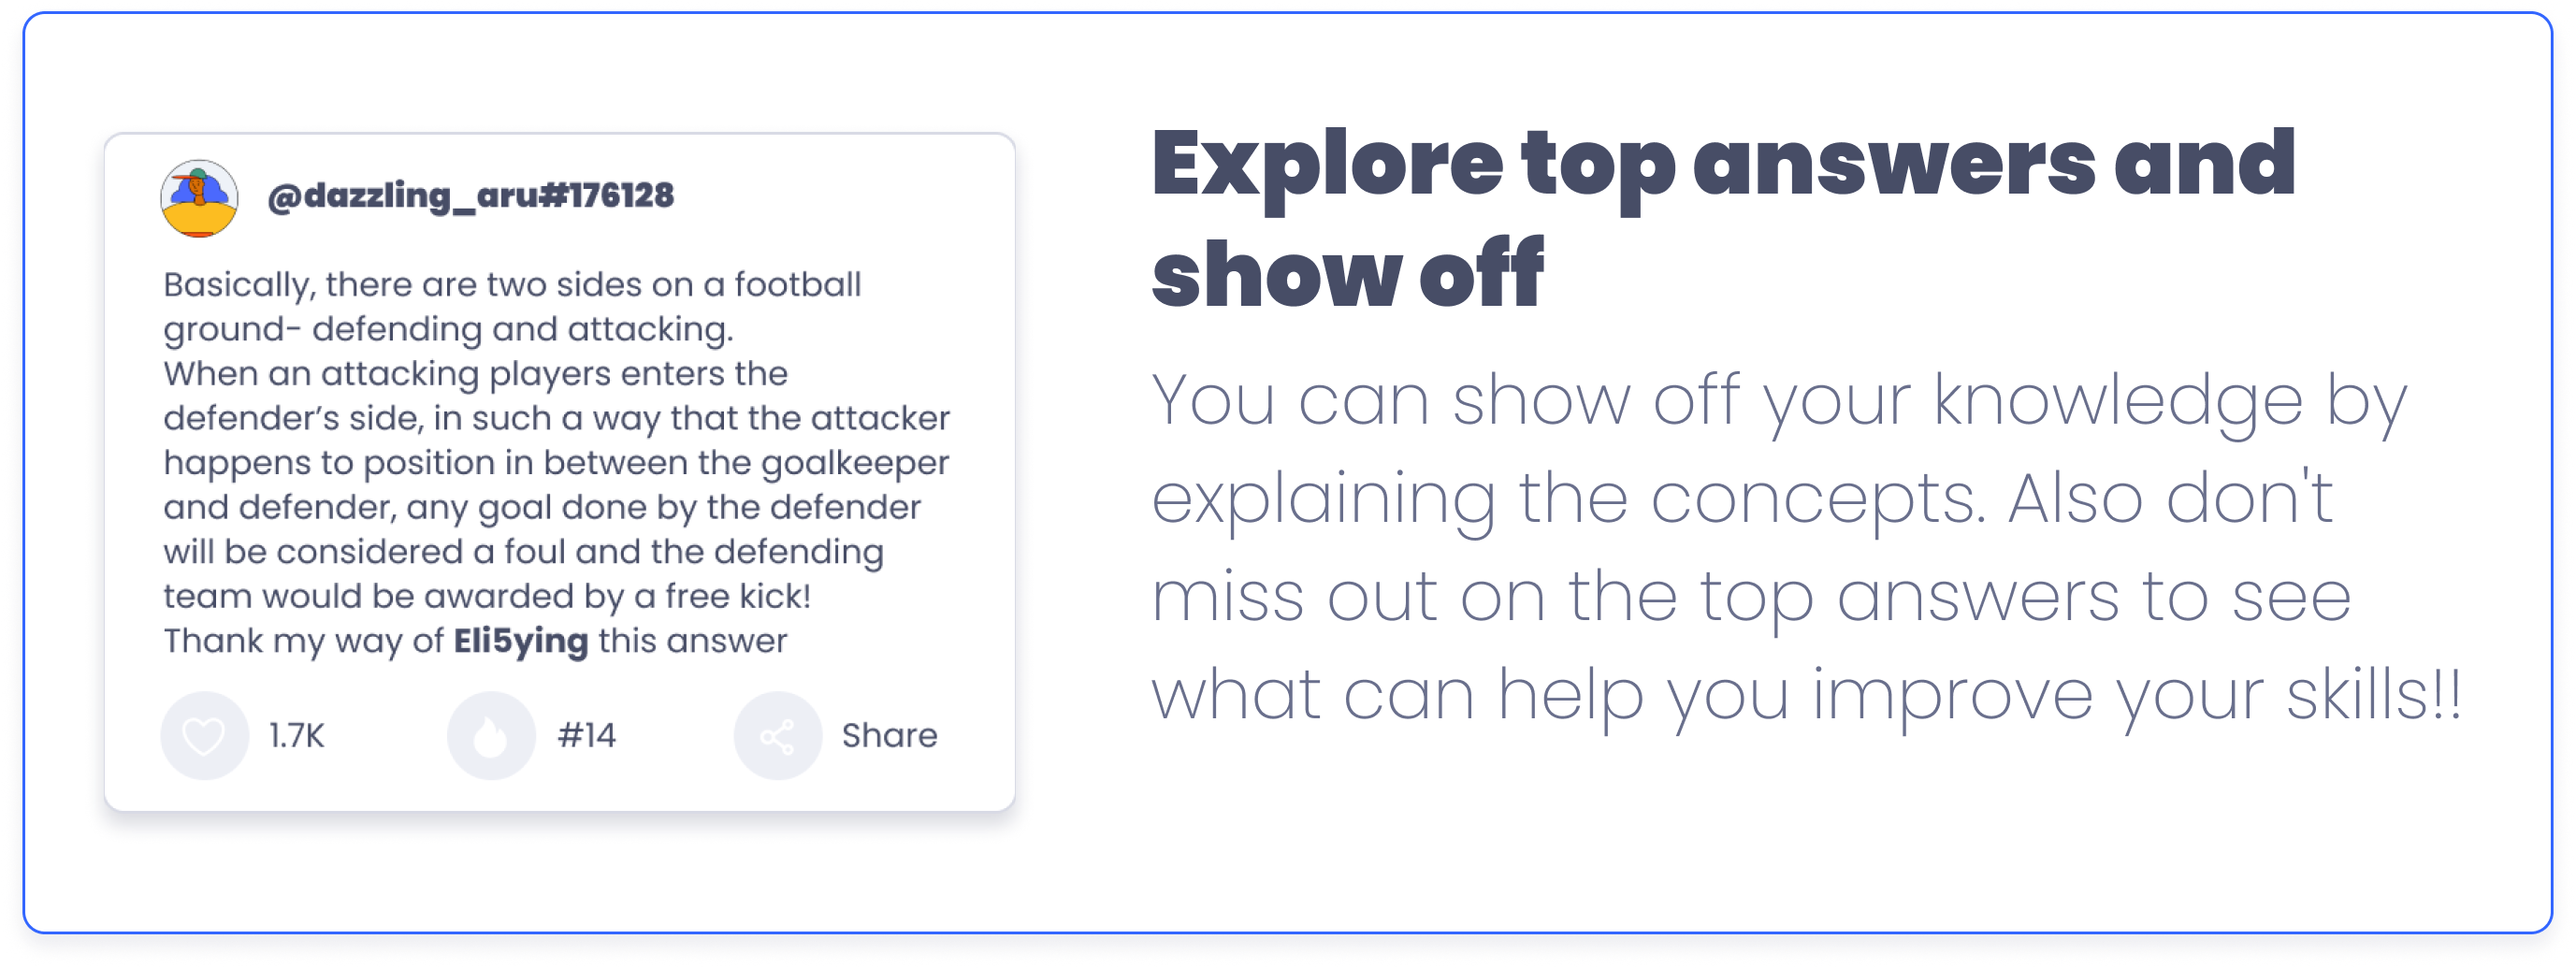 @dazzling_aru#176128
Basically, there are two sides on a football
ground- defending and attacking.
When an attacking players enters the
defender’s side, in such a way that the attacker
happens to position in between the goalkeeper
and defender, any goal done by the defender
will be considered a foul and the defending
team would be awarded by a free kick!
Thank my way of Eli5ying this answer
1.7K
#14
Share
Explore top answers and
show off
You can show off your knowledge by
explaining the concepts. Also don't
miss out on the top answers to see
what can help you improve your skills!!